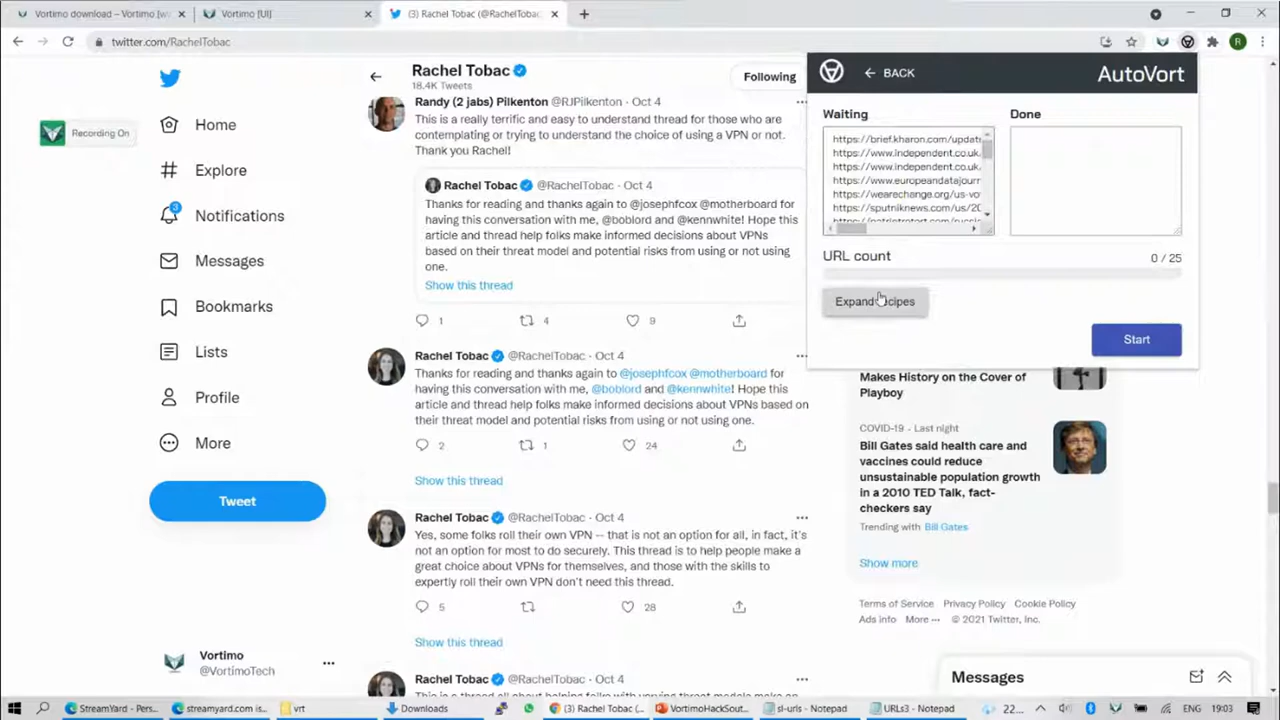 Vortimo download – Vortimo [w
Vortimo [UI]
(3) Rachel Tobac (@RachelTobac
twitter.com/RachelTobac
R
Recording On
Home
Explore
3
Notifications
Messages
Bookmarks
Lists
Profile
More
Tweet
Vortimo
@VortimoTech
Rachel Tobac
18.4K Tweets
Following
Randy (2 jabs) Pilkenton @RJPilkenton · Oct 4
This is a really terrific and easy to understand thread for those who are
contemplating or trying to understand the choice of using a VPN or not.
Thank you Rachel!
Rachel Tobac @RachelTobac · Oct 4
Thanks for reading and thanks again to @josephfcox @motherboard for
having this conversation with me, @boblord and @kennwhite! Hope this
article and thread help folks make informed decisions about VPNs
based on their threat model and potential risks from using or not using
one.
Show this thread
1 4 9
Rachel Tobac @RachelTobac · Oct 4
Thanks for reading and thanks again to @josephfcox @motherboard for
having this conversation with me, @boblord and @kennwhite! Hope this
article and thread help folks make informed decisions about VPNs based on
their threat model and potential risks from using or not using one.
2 1 24
Show this thread
Rachel Tobac @RachelTobac · Oct 4
Yes, some folks roll their own VPN -- that is not an option for all, in fact, it's
not an option for most to do securely. This thread is to help people make a
great choice about VPNs for themselves, and those with the skills to
expertly roll their own VPN don't need this thread.
5 28
Show this thread
Rachel Tobac @RachelTobac · Oct 4
This is a thread all about helping folks with varying threat models make an
BACK
AutoVort
Waiting
Done
https://brief.kharon.com/updat
https://www.independent.co.uk
https://www.independent.co.uk
https://www.europeandatajour
https://wearechange.org/us-vo
https://sputniknews.com/us/20
URL count
0 / 25
Expand recipes
Start
Makes History on the Cover of
Playboy
COVID-19 · Last night
Bill Gates said health care and
vaccines could reduce
unsustainable population growth
in a 2010 TED Talk, fact-
checkers say
Trending with Bill Gates
Show more
Terms of Service Privacy Policy Cookie Policy
Ads info More ··· © 2021 Twitter, Inc.
Messages
StreamYard - Pers...
streamyard.com is...
vrt
Downloads
(3) Rachel Tobac (...
VortimoHackSout...
sl-urls - Notepad
URLs3 - Notepad
22...
ENG
19:03